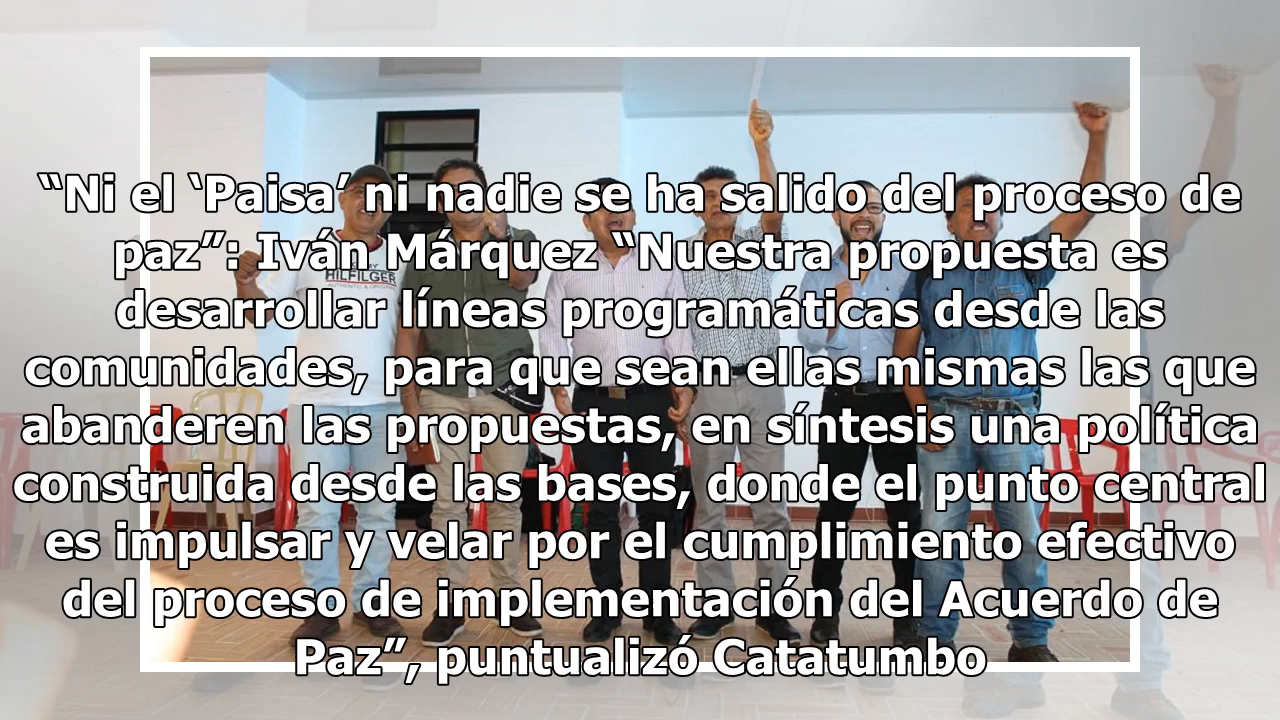 “Ni el ‘Paisa’ ni nadie se ha salido del proceso de
paz”: Iván Márquez “Nuestra propuesta es
desarrollar líneas programáticas desde las
comunidades, para que sean ellas mismas las que
abanderen las propuestas, en síntesis una política
construida desde las bases, donde el punto central
es impulsar y velar por el cumplimiento efectivo
del proceso de implementación del Acuerdo de
Paz”, puntualizó Catatumbo
HILFILGER